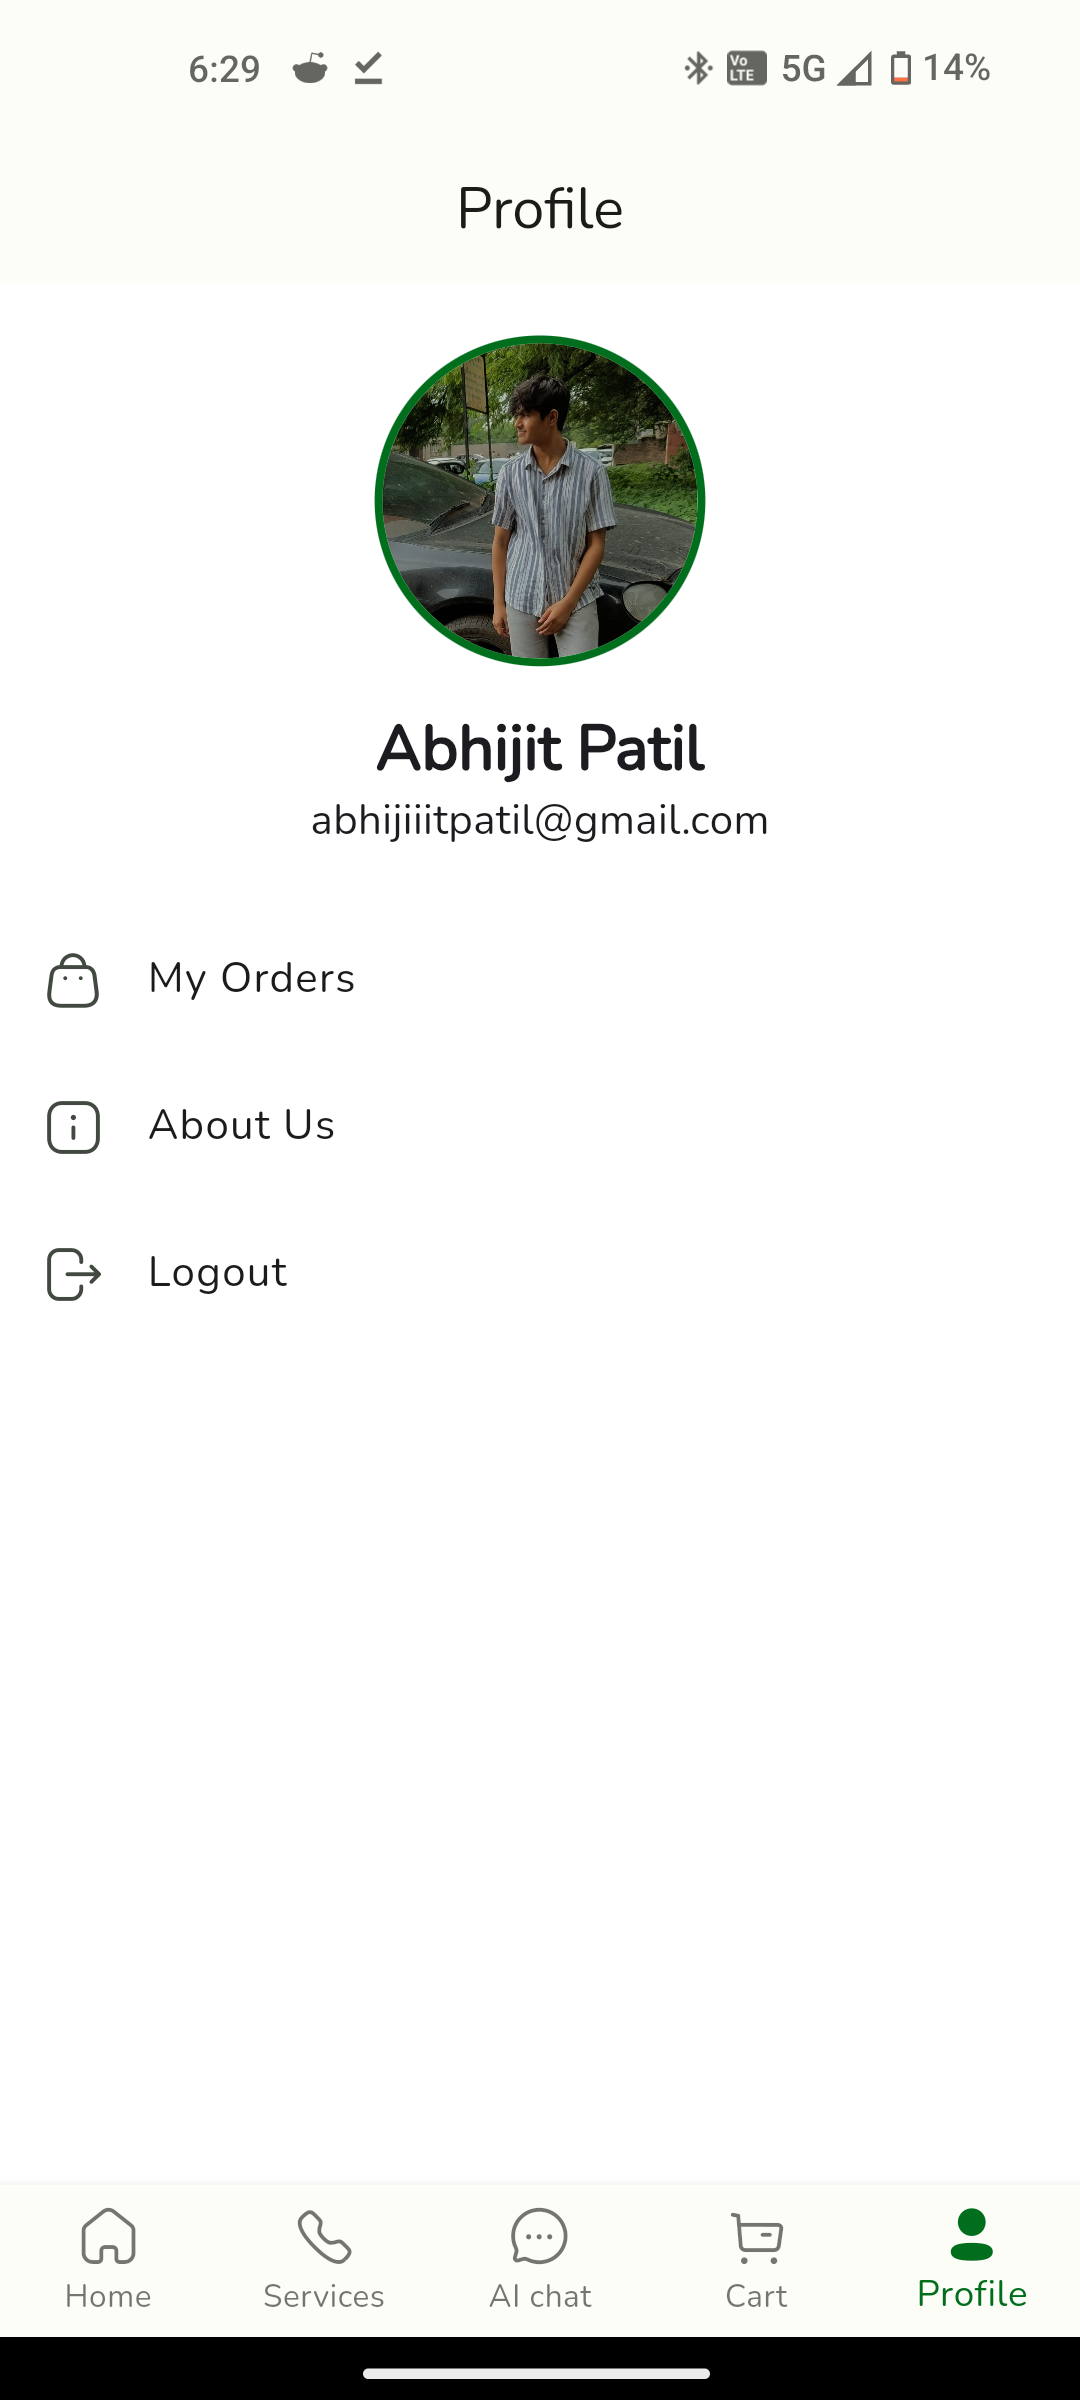 6:29 Vo LTE 5G 14%
Profile
Abhijit Patil
abhijiiitpatil@gmail.com
My Orders
About Us
Logout
Home Services AI chat Cart Profile